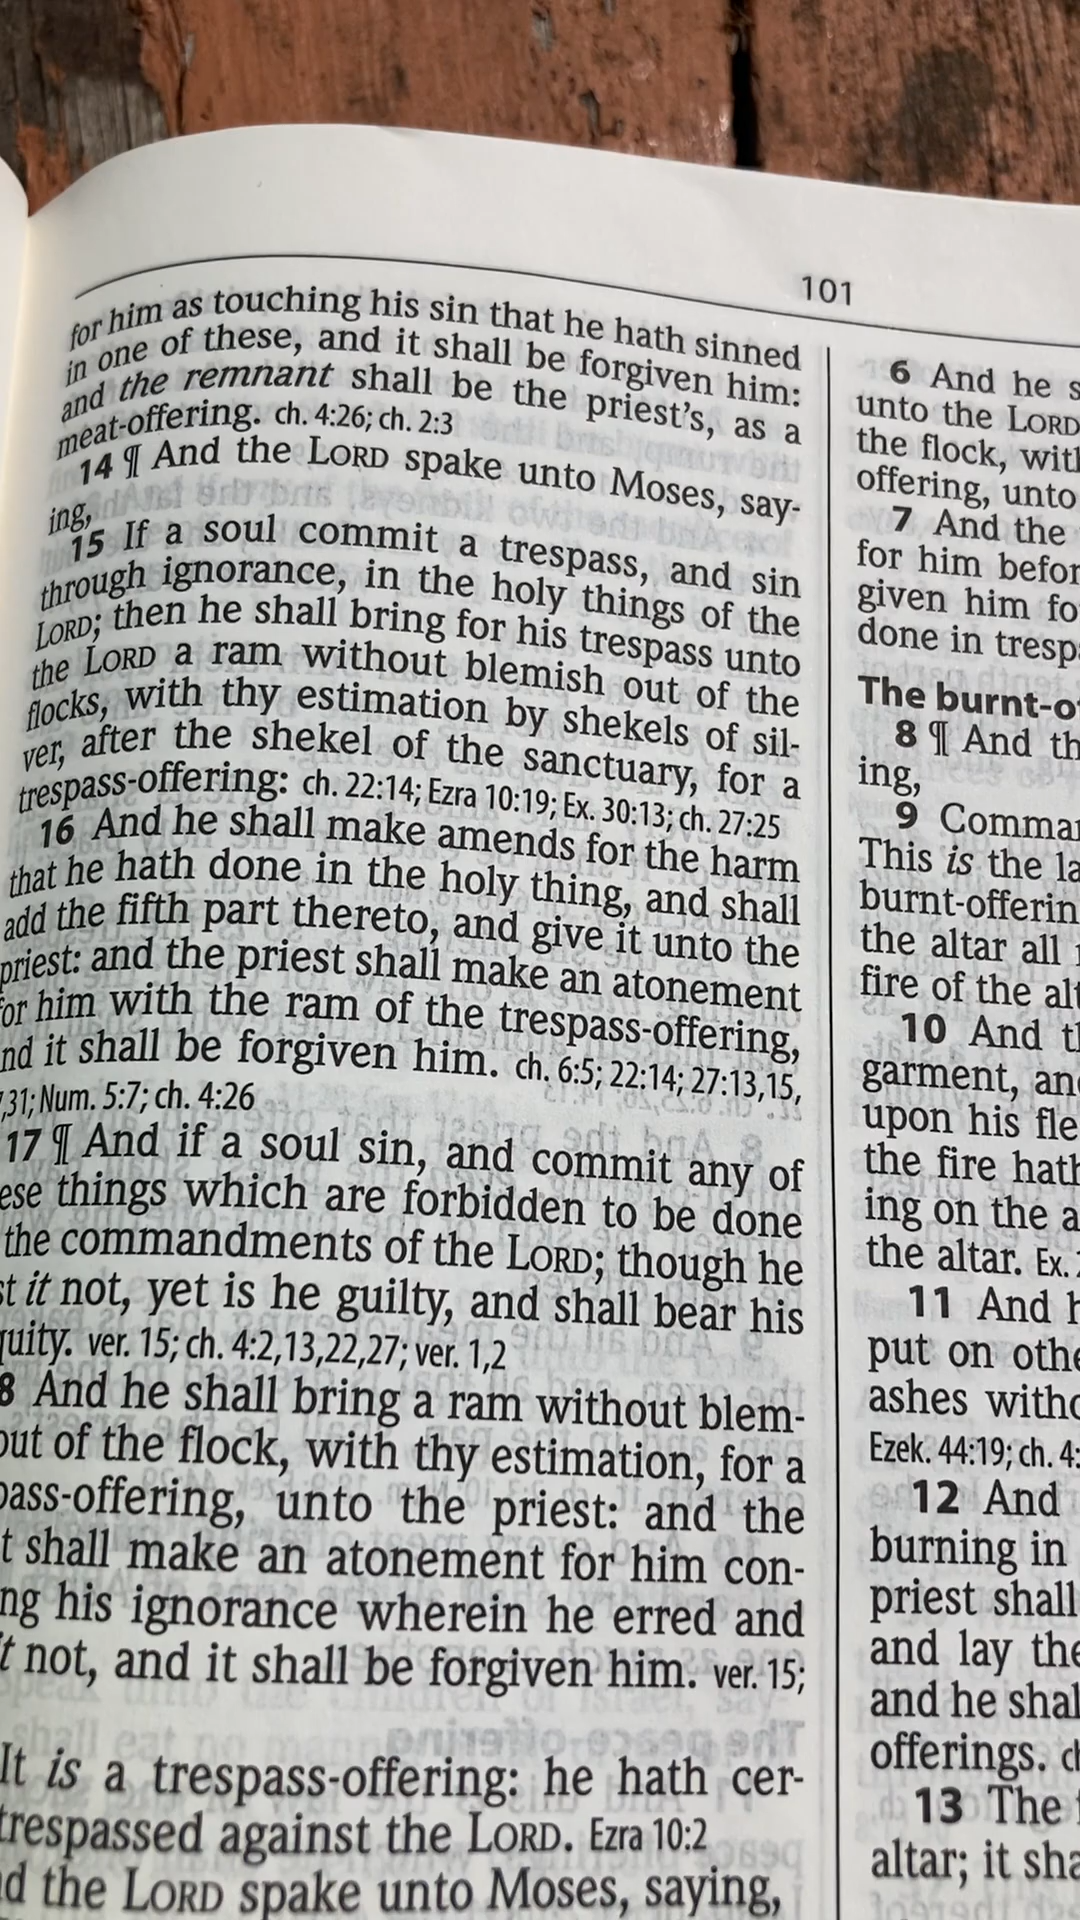 101
for him as touching his sin that he hath sinned
in one of these, and it shall be forgiven him:
and the remnant shall be the priest's, as a
meat-offering. ch. 4:26; ch. 2:3
14 ¶ And the LORD spake unto Moses, say-
ing,
15 If a soul commit a trespass, and sin
through ignorance, in the holy things of the
LORD; then he shall bring for his trespass unto
the LORD a ram without blemish out of the
flocks, with thy estimation by shekels of sil-
ver, after the shekel of the sanctuary, for a
trespass-offering: ch. 22:14; Ezra 10:19; Ex. 30:13; ch. 27:25
16 And he shall make amends for the harm
that he hath done in the holy thing, and shall
add the fifth part thereto, and give it unto the
priest: and the priest shall make an atonement
for him with the ram of the trespass-offering,
nd it shall be forgiven him. ch. 6:5; 22:14; 27:13,15,
,31; Num. 5:7; ch. 4:26
17 ¶ And if a soul sin, and commit any of
ese things which are forbidden to be done
the commandments of the LORD; though he
st it not, yet is he guilty, and shall bear his
quity. ver. 15; ch. 4:2,13,22,27; ver. 1,2
8 And he shall bring a ram without blem-
out of the flock, with thy estimation, for a
pass-offering, unto the priest: and the
t shall make an atonement for him con-
ng his ignorance wherein he erred and
t not, and it shall be forgiven him. ver. 15;
It is a trespass-offering: he hath cer-
trespassed against the LORD. Ezra 10:2
d the LORD spake unto Moses, saying,
6 And he s
unto the LORD
the flock, with
offering, unto
7 And the
for him befor
given him fo
done in tresp
The burnt-o
8 ¶ And th
ing,
9 Comma
This is the la
burnt-offerin
the altar all
fire of the alt
10 And th
garment, and
upon his fle
the fire hath
ing on the a
the altar. Ex.
11 And h
put on othe
ashes witho
Ezek. 44:19; ch. 4:
12 And
burning in
priest shall
and lay the
and he shal
offerings. ch
13 The
altar; it sha